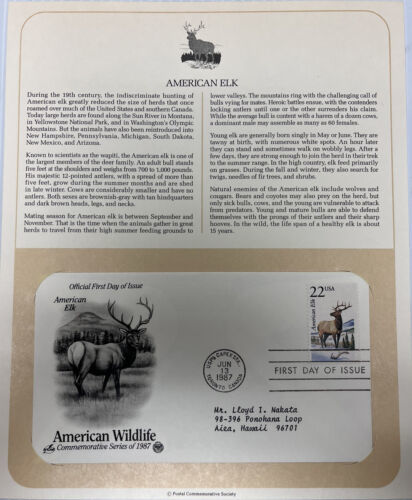 AMERICAN ELK
During the 19th century, the indiscriminate hunting of
American elk greatly reduced the size of herds that once
roamed over much of the United States and southern Canada.
Today large herds are found along the Sun River in Montana,
in Yellowstone National Park, and in Washington's Olympic
Mountains. But the animals have also been reintroduced into
New Hampshire, Pennsylvania, Michigan, South Dakota,
New Mexico, and Arizona.
Known to scientists as the wapiti, the American elk is one of
the largest members of the deer family. An adult bull stands
five feet at the shoulders and weighs from 700 to 1,000 pounds.
His majestic 12-pointed antlers, with a spread of more than
five feet, grow during the summer months and are shed
in late winter. Cows are considerably smaller and have no
antlers. Both sexes are brownish-gray with tan hindquarters
and dark brown heads, legs, and necks.
Mating season for American elk is between September and
November. That is the time when the animals gather in great
herds to travel from their high summer feeding grounds to
lower valleys. The mountains ring with the challenging call of
bulls vying for mates. Heroic battles ensue, with the contenders
locking antlers until one or the other surrenders his claim.
While the average bull is content with a harem of a dozen cows,
a dominant male may assemble as many as 60 females.
Young elk are generally born singly in May or June. They are
tawny at birth, with numerous white spots. An hour later
they can stand and sometimes walk on wobbly legs. After a
few days, they are strong enough to join the herd in their trek
to the summer range. In the high country, elk feed primarily
on grasses. During the fall and winter, they also search for
twigs, needles of fir trees, and shrubs.
Natural enemies of the American elk include wolves and
cougars. Bears and coyotes may also prey on the herd, but
only sick bulls, cows, and the young are vulnerable to attack
from predators. Young and mature bulls are able to defend
themselves with the prongs of their antlers and their sharp
hooves. In the wild, the life span of a healthy elk is about
15 years.
Official First Day of Issue
American
Elk
American Wildlife
Commemorative Series of 1987
USPS CAPEX STA.
JUN
13
1987
TORONTO CANADA
22 USA
American Elk
FIRST DAY OF ISSUE
Mr. Lloyd I. Nakata
98-396 Ponohana Loop
Aiea, Hawaii 96701
© Postal Commemorative Society